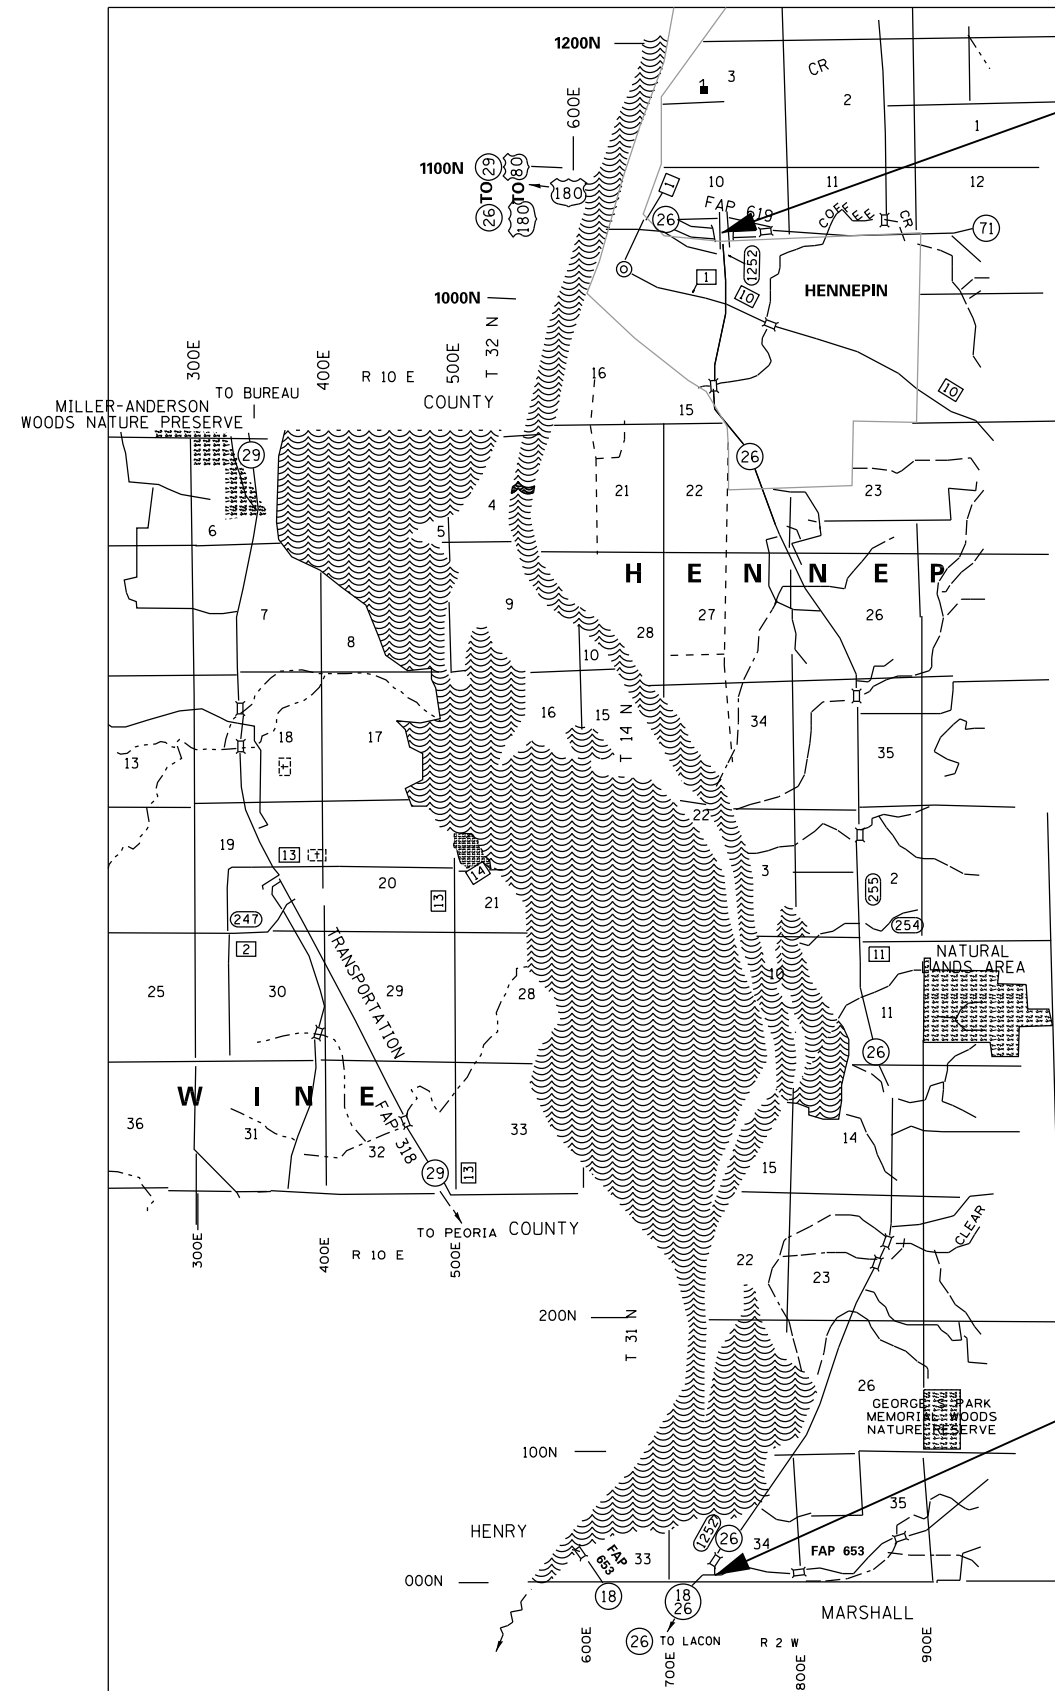 1200N
3
CR
600E
1
2
1
1100N
29
80
TO
TO
26
180
180
1
10
11
12
FAP 619
COFFEE
CR
26
71
1252
1
10
HENNEPIN
1000N
T 32 N
300E
400E
R 10 E
500E
16
10
TO BUREAU
COUNTY
15
MILLER-ANDERSON
WOODS NATURE PRESERVE
29
26
4
21
22
23
6
5
H E N N E P
9
7
27
26
8
28
10
16
15
T 14 N
34
18
17
35
13
22
19
13
20
14
3
255
2
13
21
247
254
2
TRANSPORTATION
11
NATURAL
LANDS AREA
10
25
30
29
28
11
26
W I N E
FAP 318
36
31
32
33
14
29
13
15
TO PEORIA
COUNTY
CLEAR
300E
400E
R 10 E
500E
22
23
200N
T 31 N
26
GEORGE PARK
MEMORI WOODS
NATURE SERVE
100N
35
HENRY
1252
26
34
FAP 653
FAP
653
33
000N
18
18
26
MARSHALL
26
TO LACON
R 2 W
600E
700E
800E
900E